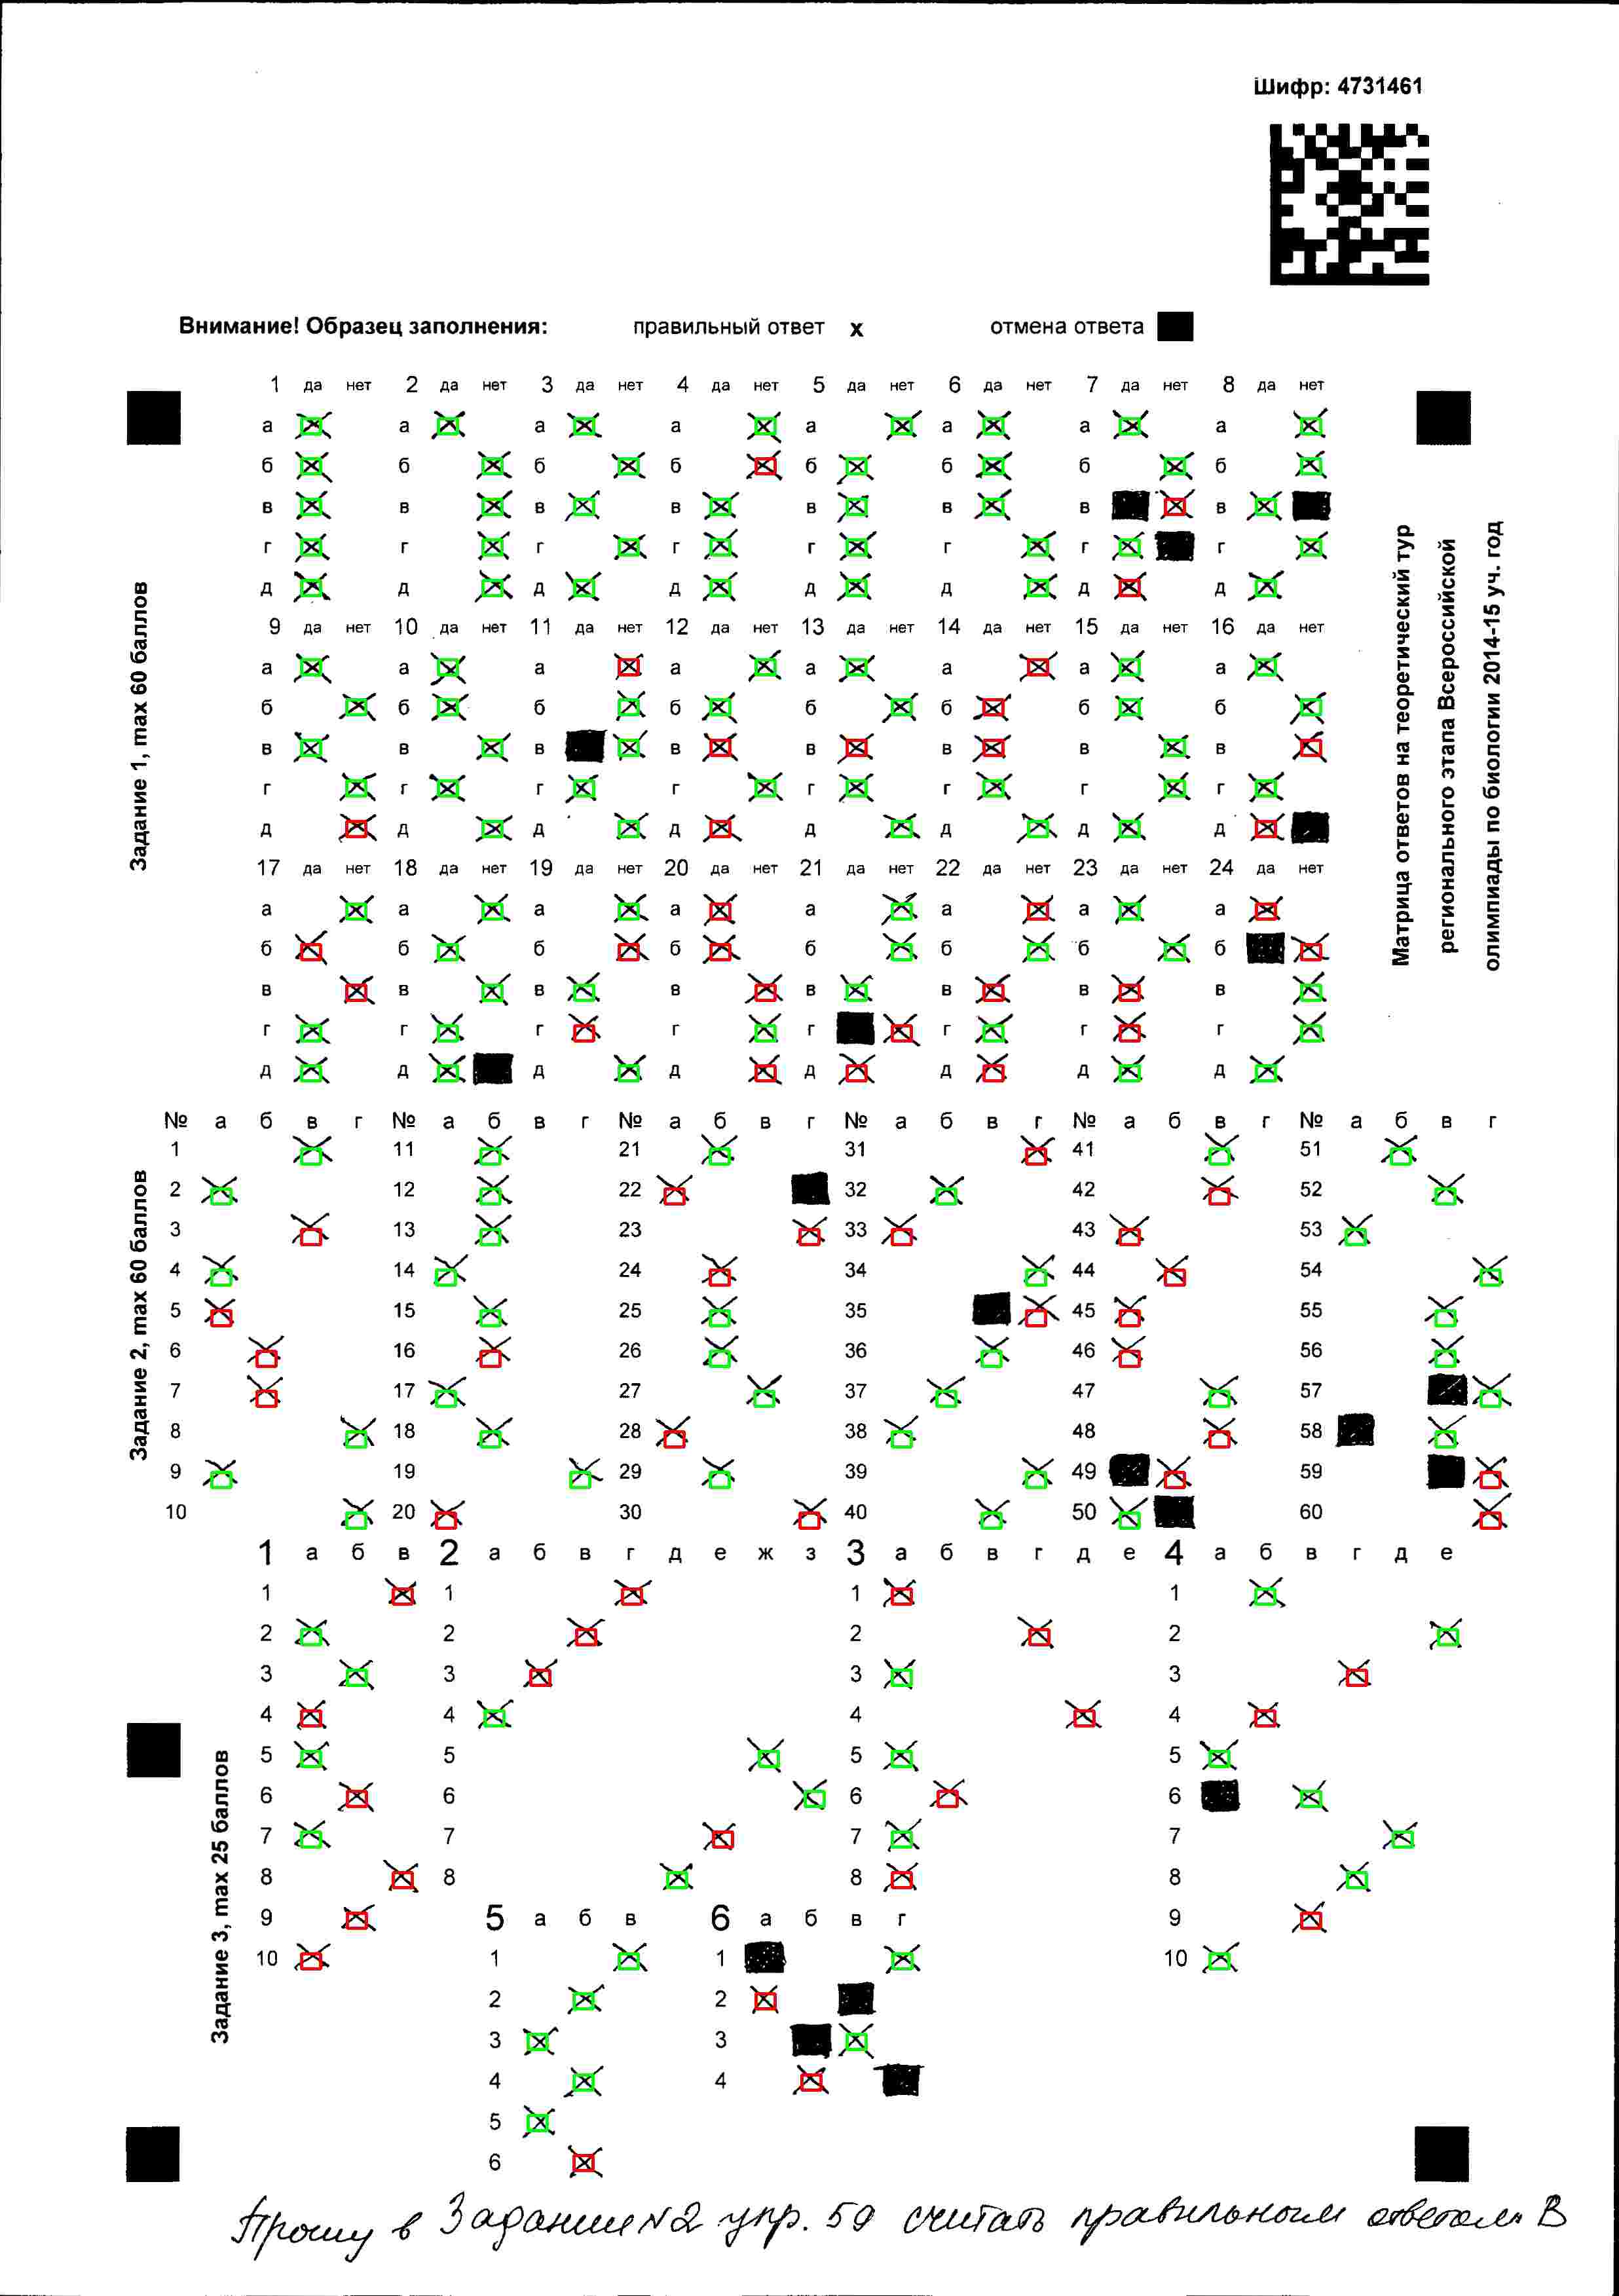 Шифр: 4731461
Внимание! Образец заполнения: правильный ответ x отмена ответа
Задание 1, max 60 баллов
1 да нет 2 да нет 3 да нет 4 да нет 5 да нет 6 да нет 7 да нет 8 да нет
а а а а а а а а
б б б б б б б б
в в в в в в в в
г г г г г г г г
д д д д д д д д
9 да нет 10 да нет 11 да нет 12 да нет 13 да нет 14 да нет 15 да нет 16 да нет
а а а а а а а а
б б б б б б б б
в в в в в в в в
г г г г г г г г
д д д д д д д д
17 да нет 18 да нет 19 да нет 20 да нет 21 да нет 22 да нет 23 да нет 24 да нет
а а а а а а а а
б б б б б б б б
в в в в в в в в
г г г г г г г г
д д д д д д д д
Матрица ответов на теоретический тур
регионального этапа Всероссийской
олимпиады по биологии 2014-15 уч. год
Задание 2, max 60 баллов
№ а б в г № а б в г № а б в г № а б в г № а б в г № а б в г
1 11 21 31 41 51
2 12 22 32 42 52
3 13 23 33 43 53
4 14 24 34 44 54
5 15 25 35 45 55
6 16 26 36 46 56
7 17 27 37 47 57
8 18 28 38 48 58
9 19 29 39 49 59
10 20 30 40 50 60
Задание 3, max 25 баллов
1 а б в 2 а б в г д е ж з 3 а б в г д е 4 а б в г д е
1 1 1 1
2 2 2 2
3 3 3 3
4 4 4 4
5 5 5 5
6 6 6 6
7 7 7 7
8 8 8 8
9 5 а б в 6 а б в г 9
10 1 1 10
2 2
3 3
4 4
5
6
Прошу в Задании №2 упр. 59 считать правильным ответом В